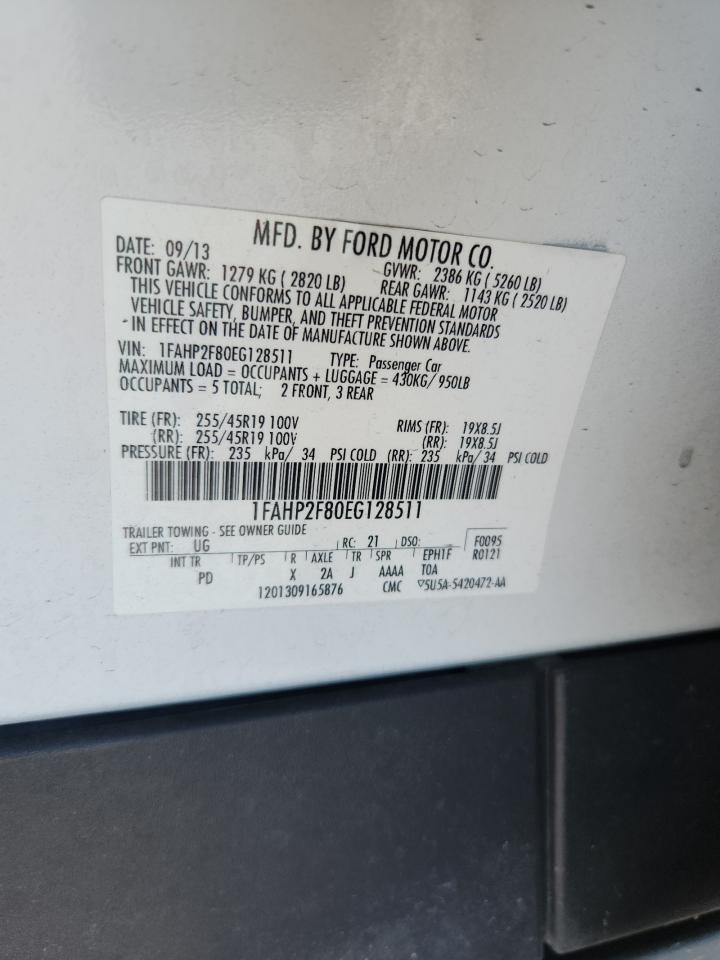 MFD. BY FORD MOTOR CO.
DATE: 09/13 GVWR: 2386 KG ( 5260 LB)
FRONT GAWR: 1279 KG ( 2820 LB) REAR GAWR: 1143 KG ( 2520 LB)
THIS VEHICLE CONFORMS TO ALL APPLICABLE FEDERAL MOTOR
VEHICLE SAFETY, BUMPER, AND THEFT PREVENTION STANDARDS
- IN EFFECT ON THE DATE OF MANUFACTURE SHOWN ABOVE.
VIN: 1FAHP2F80EG128511 TYPE: Passenger Car
MAXIMUM LOAD = OCCUPANTS + LUGGAGE = 430KG/ 950LB
OCCUPANTS = 5 TOTAL; 2 FRONT, 3 REAR
TIRE (FR): 255/45R19 100V RIMS (FR): 19X8.5J
(RR): 255/45R19 100V (RR): 19X8.5J
PRESSURE (FR): 235 kPa/ 34 PSI COLD (RR): 235 kPa/ 34 PSI COLD
1FAHP2F80EG128511
TRAILER TOWING - SEE OWNER GUIDE
EXT PNT: UG RC: 21 DSO: F0095
INT TR TP/PS R AXLE TR SPR EPH1F R0121
PD X 2A J AAAA T0A
1201309165876 CMC ▽5U5A-5420472-AA